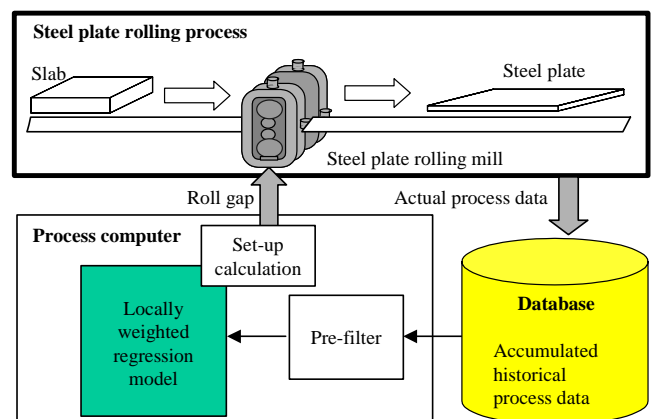 Steel plate rolling process
Slab
Steel plate
Steel plate rolling mill
Roll gap
Actual process data
Process computer
Set-up
calculation
Locally
weighted
regression
model
Pre-filter
Database
Accumulated
historical
process data